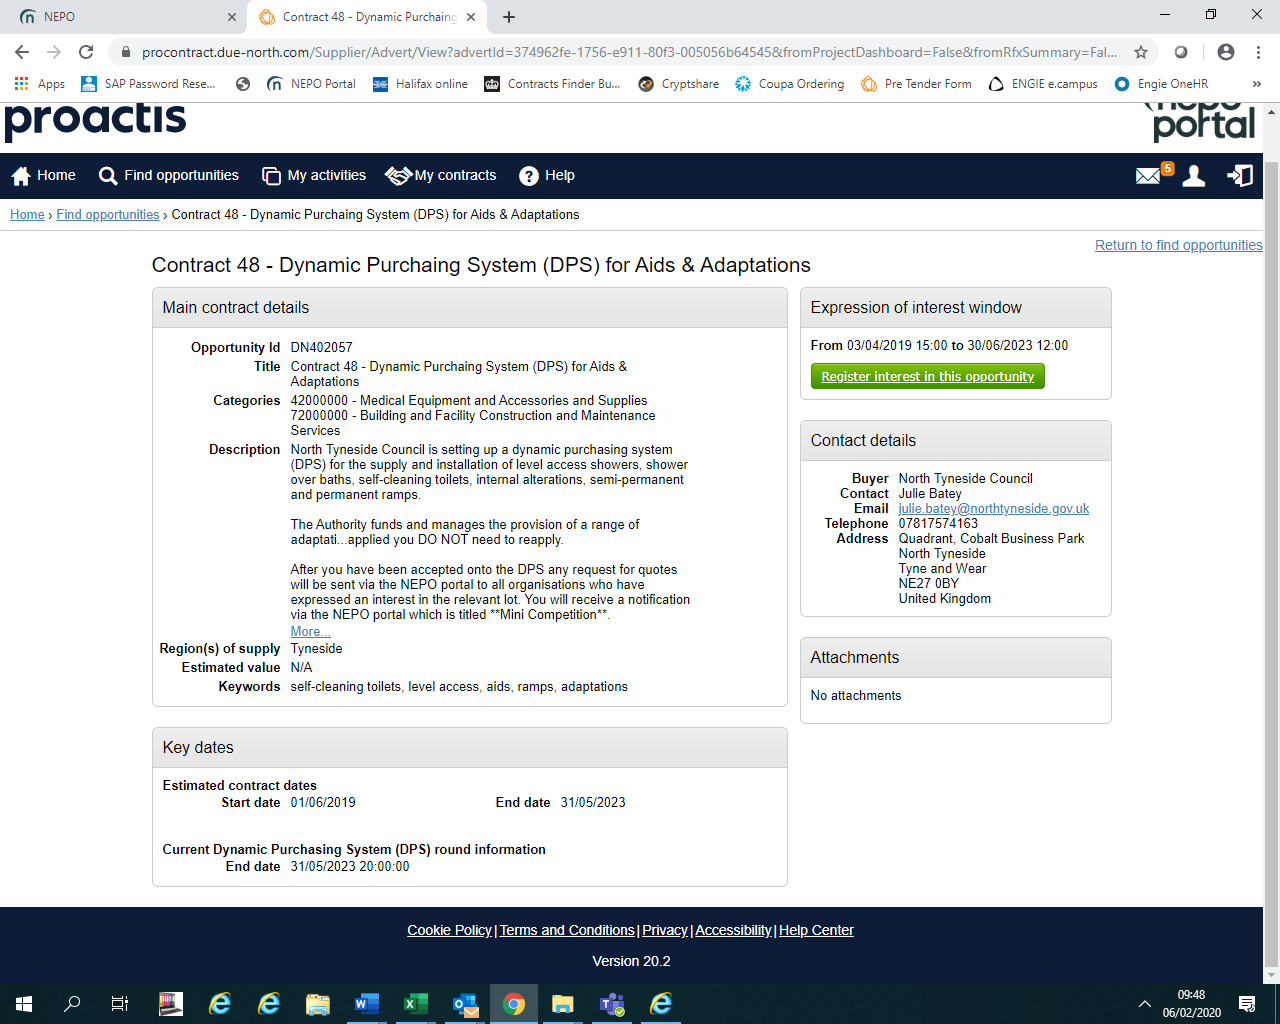 NEPO
Contract 48 - Dynamic Purchaing
procontract.due-north.com/Supplier/Advert/View?advertId=374962fe-1756-e911-80f3-005056b64545&fromProjectDashboard=False&fromRfxSummary=Fal...
Apps
SAP Password Rese...
NEPO Portal
Halifax online
Contracts Finder Bu...
Cryptshare
Coupa Ordering
Pre Tender Form
ENGIE e.campus
Engie OneHR
»
proactis
nepo
portal
Home
Find opportunities
My activities
My contracts
Help
5
Home › Find opportunities › Contract 48 - Dynamic Purchaing System (DPS) for Aids & Adaptations
Return to find opportunities
Contract 48 - Dynamic Purchaing System (DPS) for Aids & Adaptations
Main contract details
Opportunity Id DN402057
Title Contract 48 - Dynamic Purchaing System (DPS) for Aids &
Adaptations
Categories 42000000 - Medical Equipment and Accessories and Supplies
72000000 - Building and Facility Construction and Maintenance
Services
Description North Tyneside Council is setting up a dynamic purchasing system
(DPS) for the supply and installation of level access showers, shower
over baths, self-cleaning toilets, internal alterations, semi-permanent
and permanent ramps.
The Authority funds and manages the provision of a range of
adaptati...applied you DO NOT need to reapply.
After you have been accepted onto the DPS any request for quotes
will be sent via the NEPO portal to all organisations who have
expressed an interest in the relevant lot. You will receive a notification
via the NEPO portal which is titled **Mini Competition**.
More...
Region(s) of supply Tyneside
Estimated value N/A
Keywords self-cleaning toilets, level access, aids, ramps, adaptations
Expression of interest window
From 03/04/2019 15:00 to 30/06/2023 12:00
Register interest in this opportunity
Contact details
Buyer North Tyneside Council
Contact Julie Batey
Email julie.batey@northtyneside.gov.uk
Telephone 07817574163
Address Quadrant, Cobalt Business Park
North Tyneside
Tyne and Wear
NE27 0BY
United Kingdom
Attachments
No attachments
Key dates
Estimated contract dates
Start date 01/06/2019 End date 31/05/2023
Current Dynamic Purchasing System (DPS) round information
End date 31/05/2023 20:00:00
Cookie Policy | Terms and Conditions | Privacy | Accessibility | Help Center
Version 20.2
09:48
06/02/2020